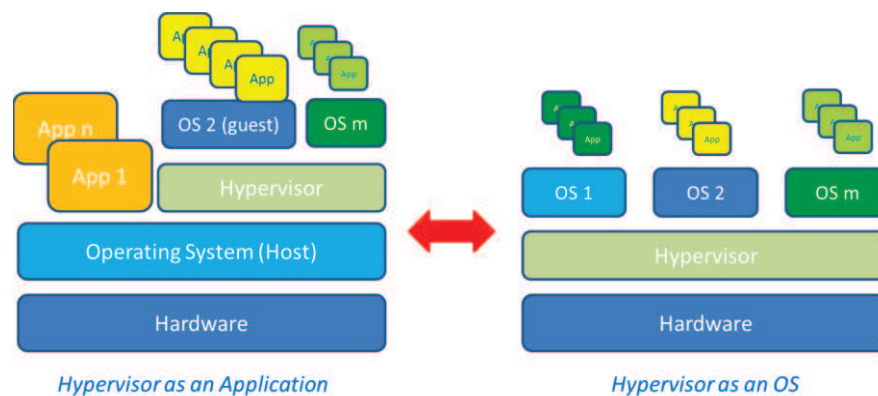 App
App
App n
App 1
OS 2 (guest)
OS m
Hypervisor
Operating System (Host)
Hardware
Hypervisor as an Application
App
App
App
OS 1
OS 2
OS m
Hypervisor
Hardware
Hypervisor as an OS